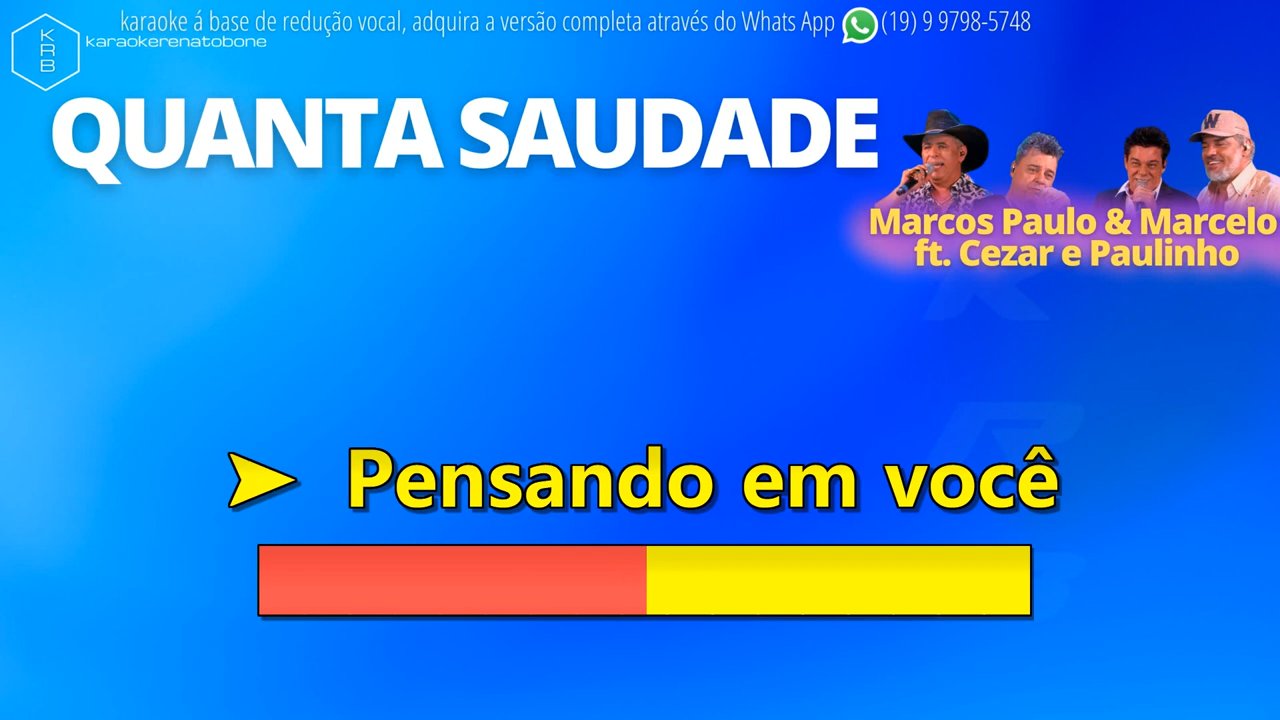 karaoke á base de redução vocal, adquira a versão completa através do Whats App (19) 9 9798-5748
KRB
karaokerenatobone
QUANTA SAUDADE
W
Marcos Paulo & Marcelo
ft. Cezar e Paulinho
R
R
B
➤ Pensando em você